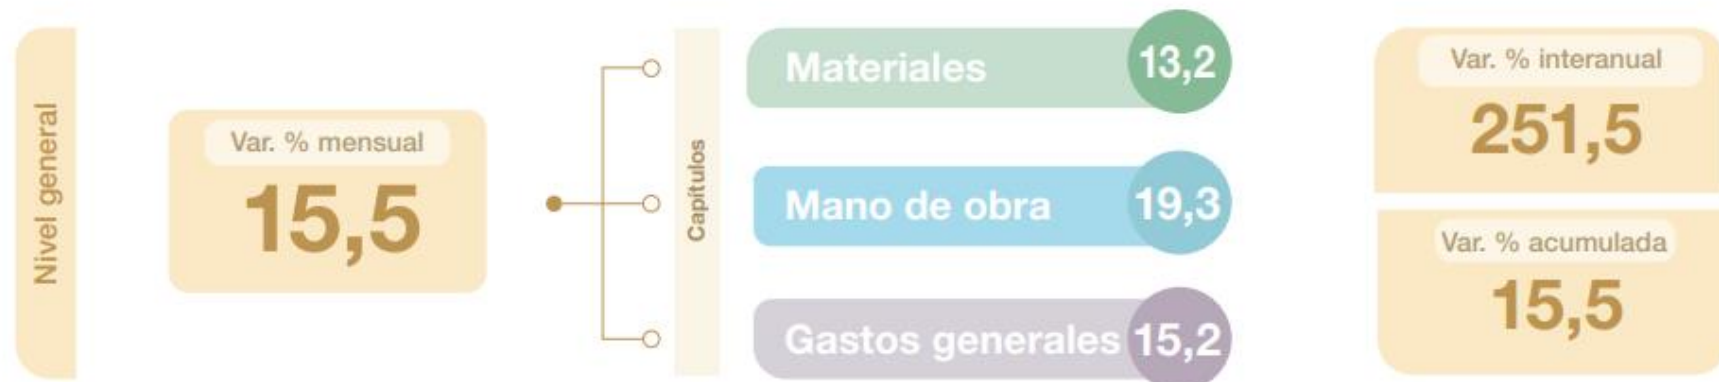 Nivel general
Var. % mensual
15,5
Capítulos
Materiales 13,2
Mano de obra 19,3
Gastos generales 15,2
Var. % interanual
251,5
Var. % acumulada
15,5